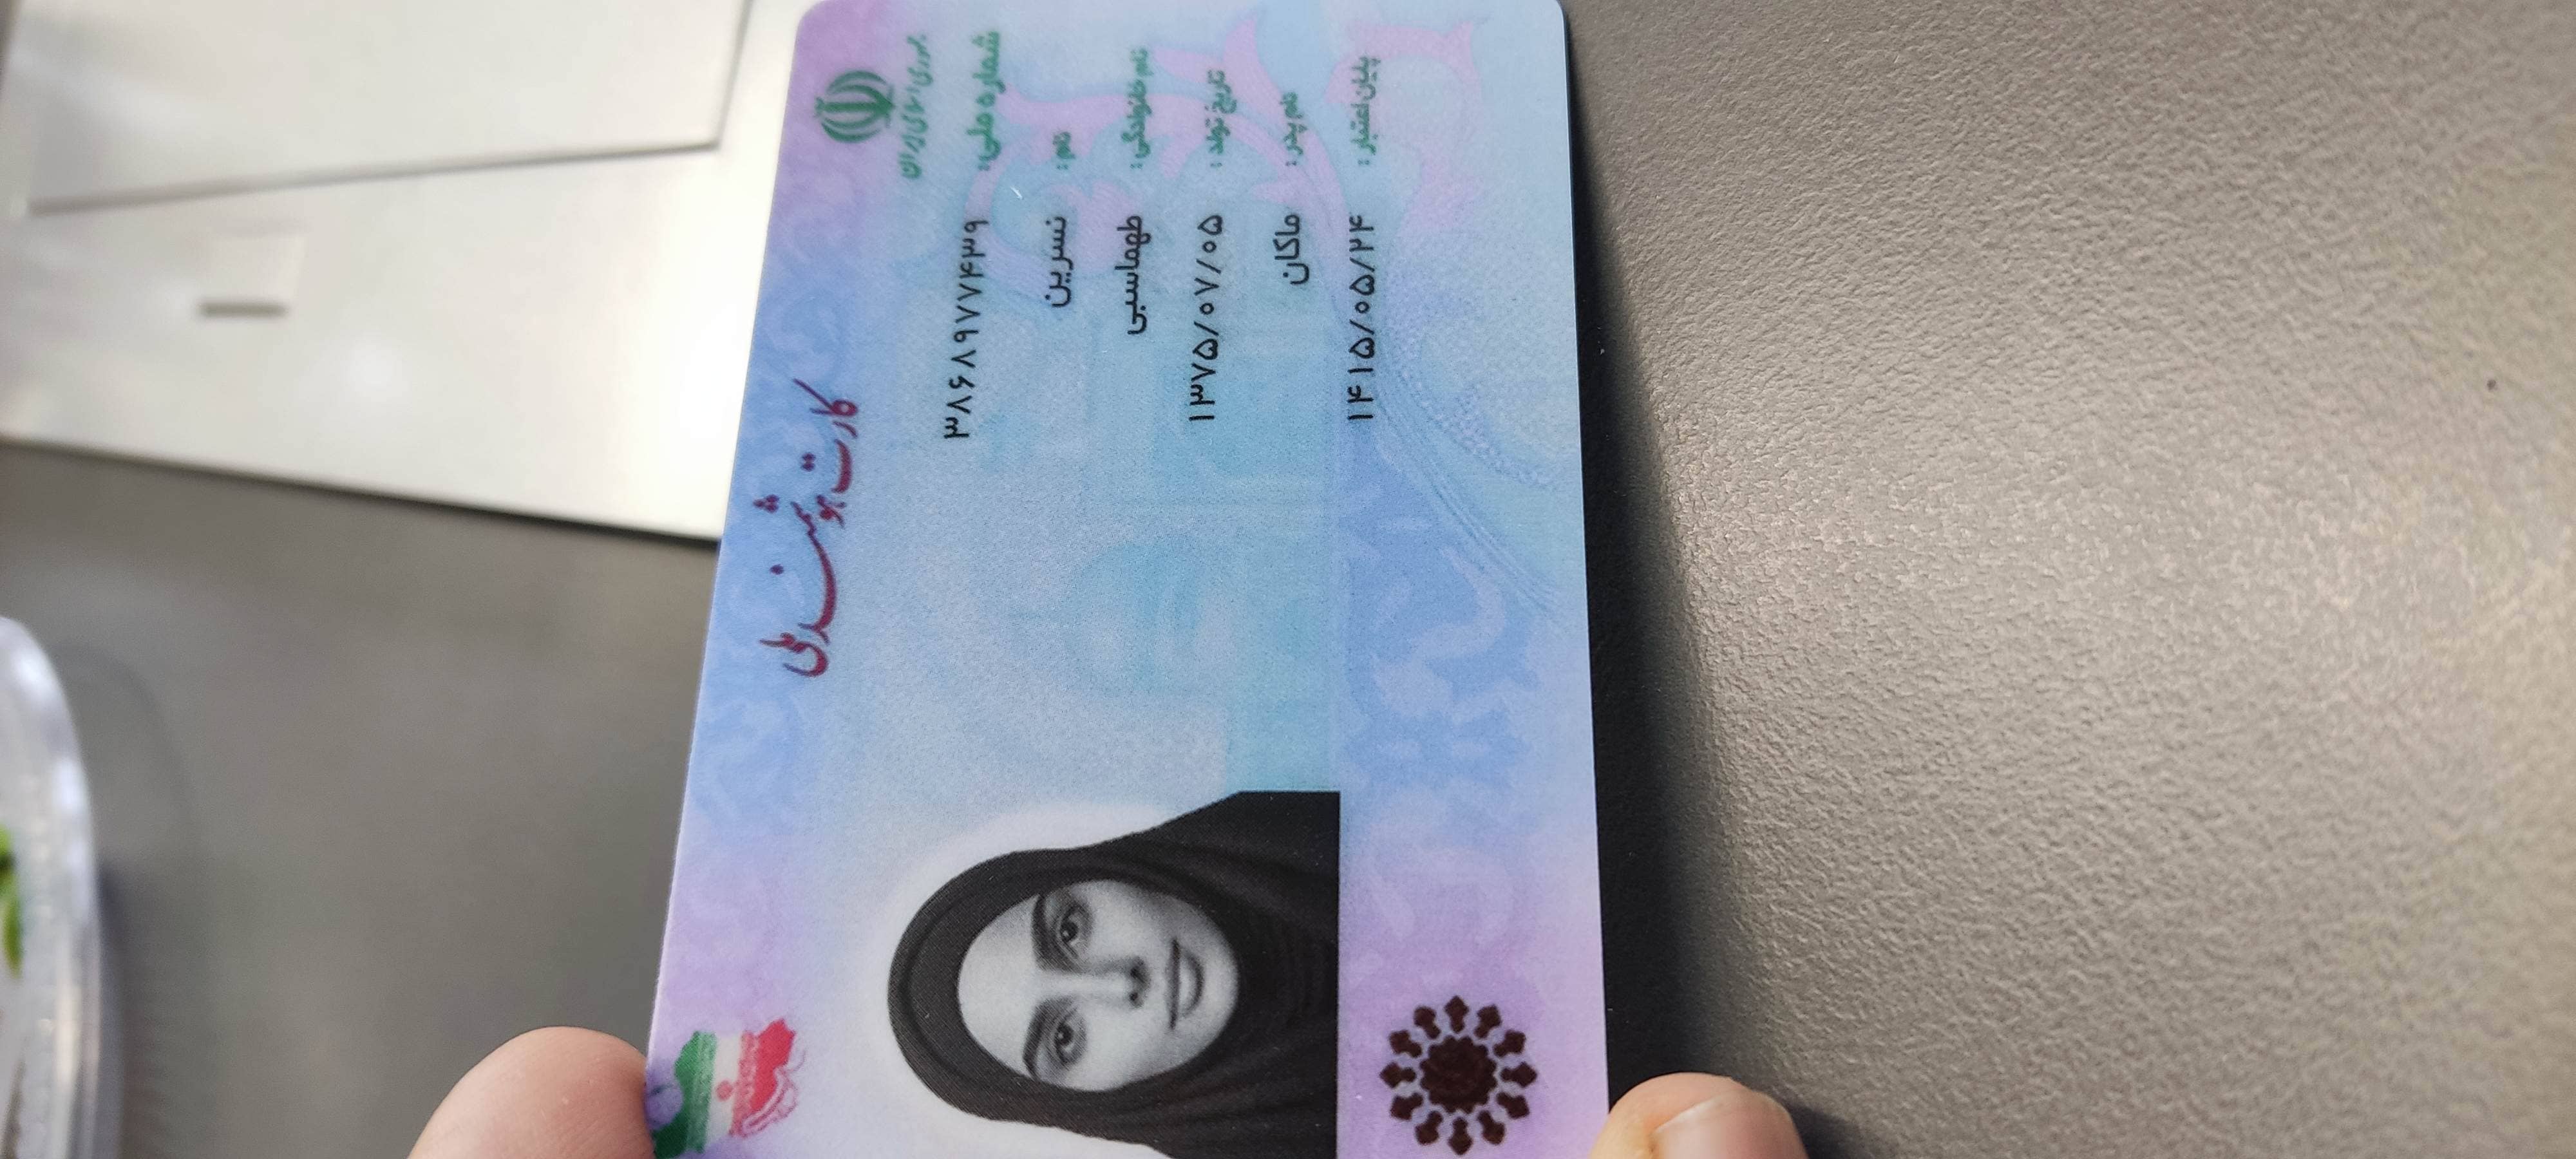 جمهوری اسلامی ایران
کارت هوشمند ملی
شماره ملی: ۳۸۶۸۹۷۷۴۳۹
نام: نسرین
نام خانوادگی: طهماسبی
تاریخ تولد: ۱۳۷۵/۰۷/۰۵
نام پدر: ماکان
پایان اعتبار: ۱۴۱۵/۰۵/۲۴